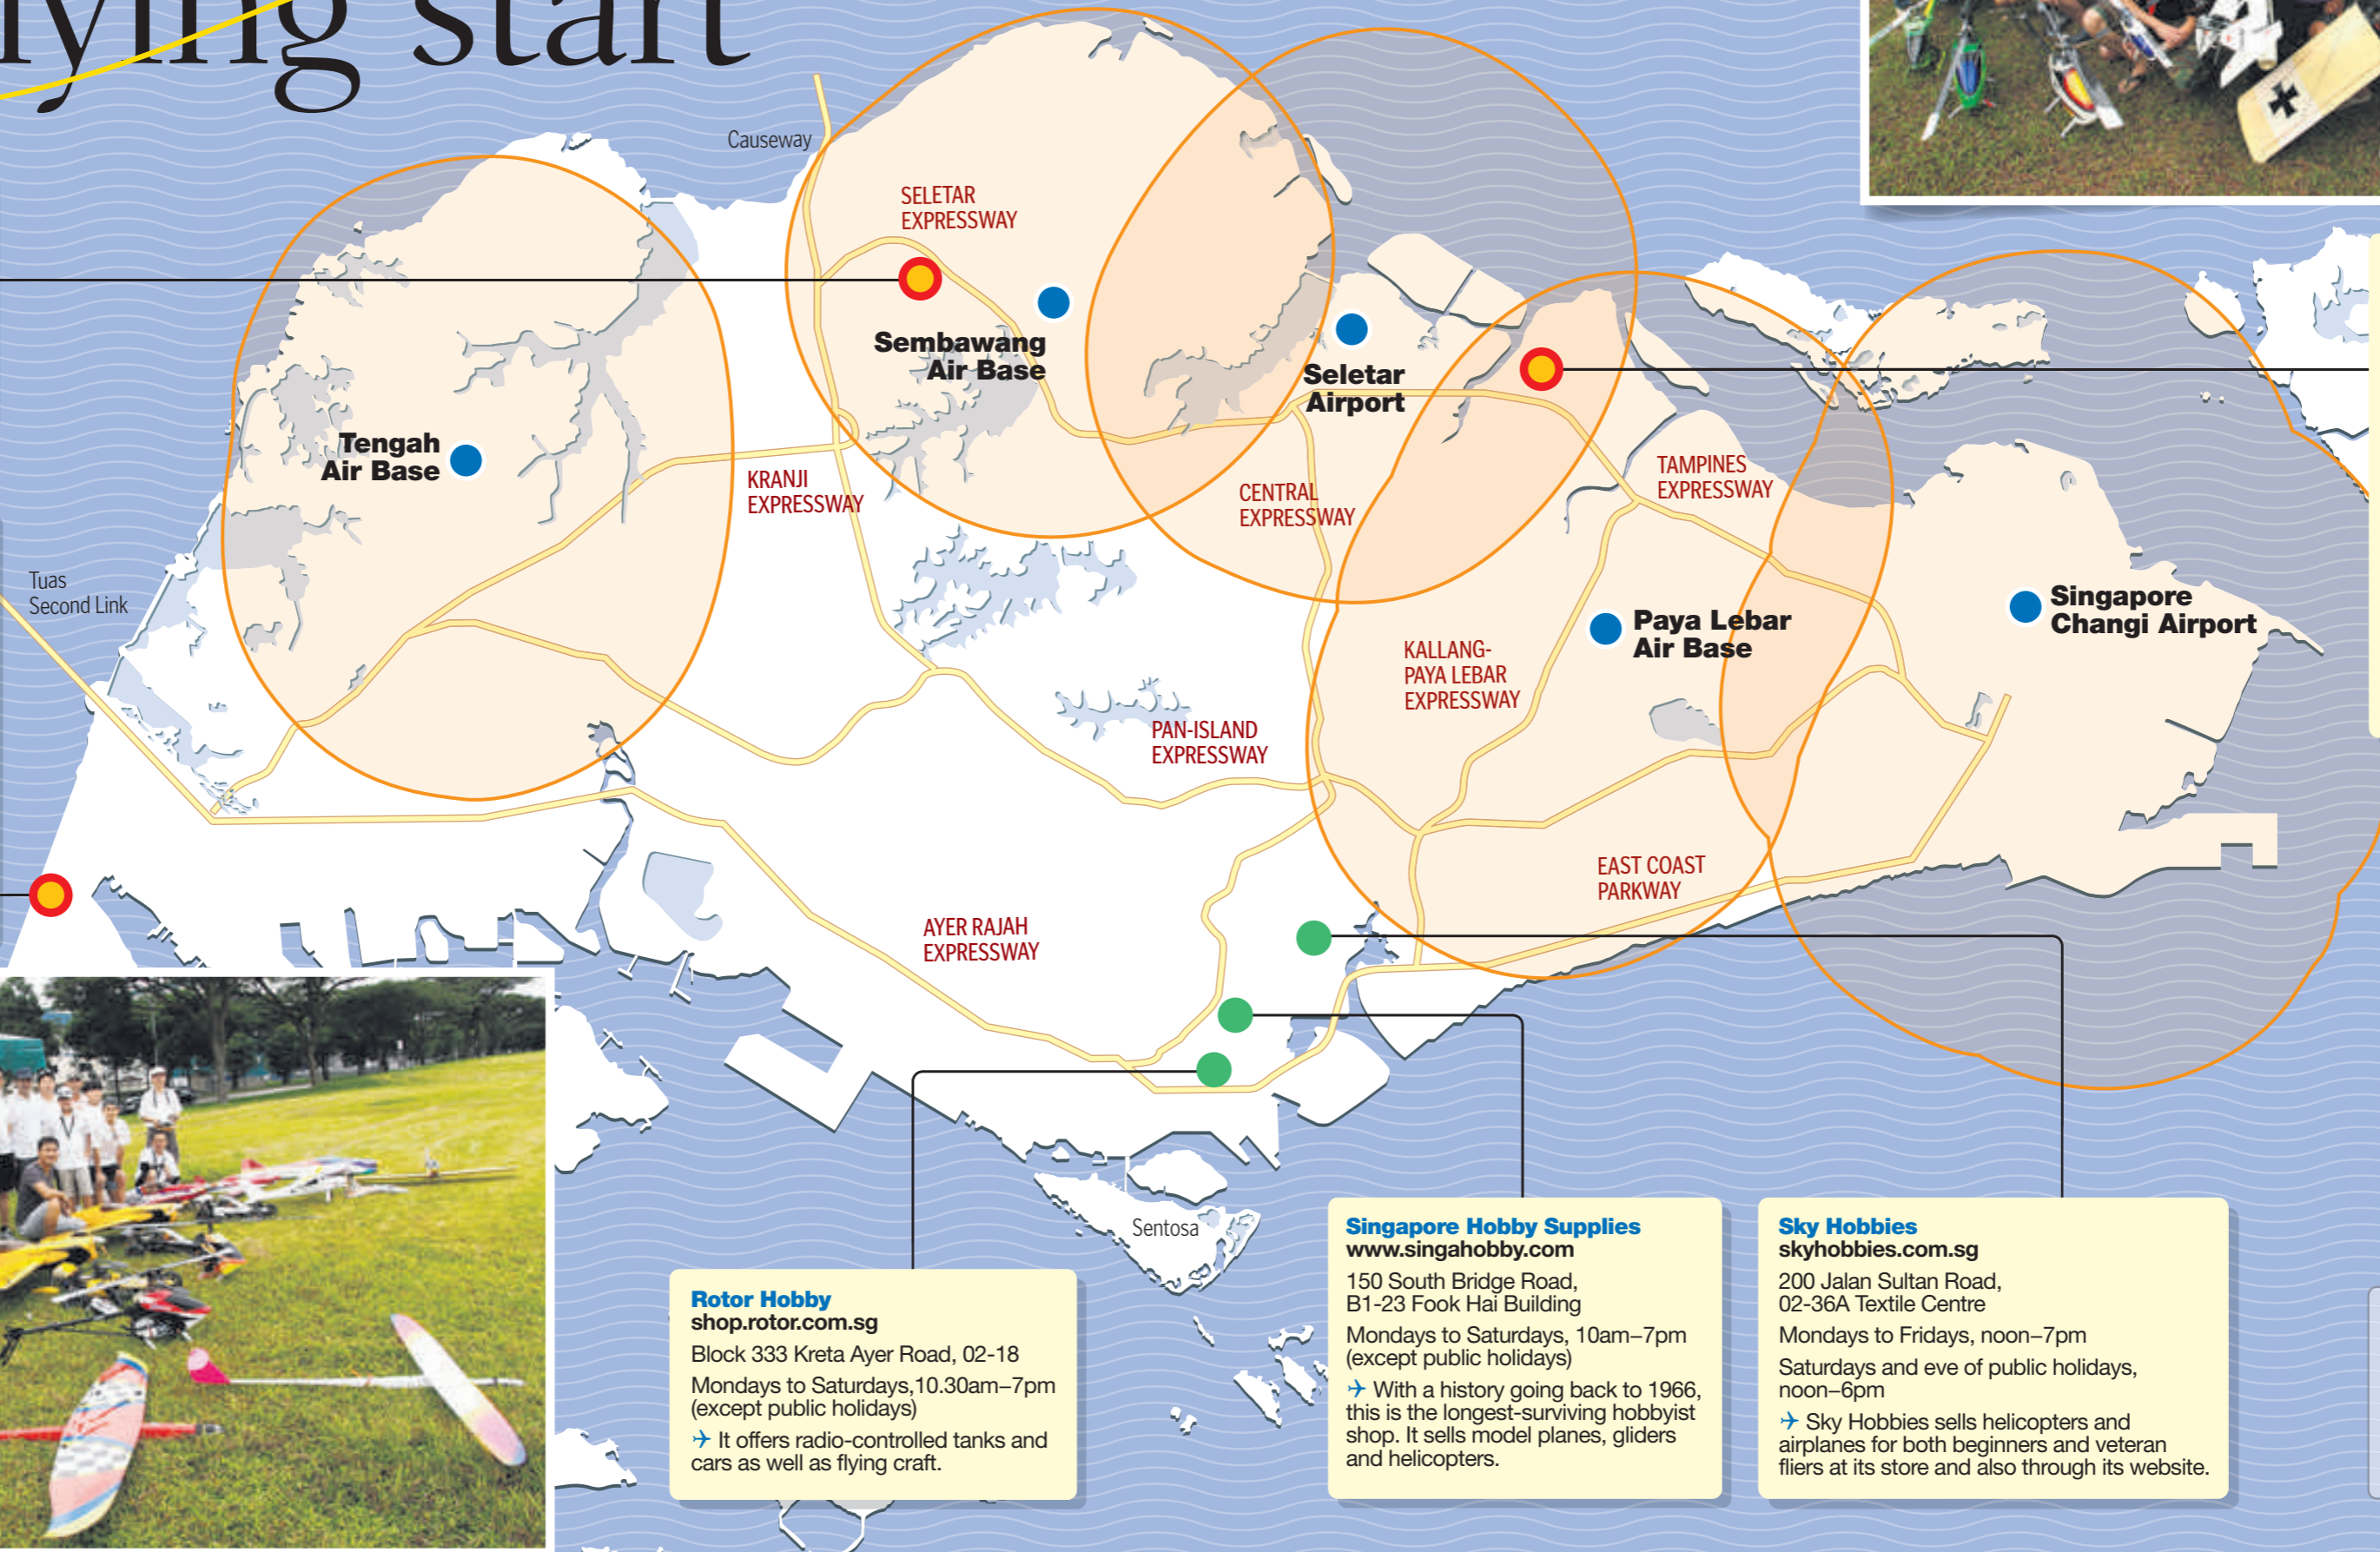 lying start
Causeway
SELETAR
EXPRESSWAY
Sembawang
Air Base
Seletar
Airport
Tengah
Air Base
KRANJI
EXPRESSWAY
CENTRAL
EXPRESSWAY
TAMPINES
EXPRESSWAY
Tuas
Second Link
Singapore
Changi Airport
Paya Lebar
Air Base
KALLANG-
PAYA LEBAR
EXPRESSWAY
PAN-ISLAND
EXPRESSWAY
EAST COAST
PARKWAY
AYER RAJAH
EXPRESSWAY
Sentosa
Rotor Hobby
shop.rotor.com.sg
Block 333 Kreta Ayer Road, 02-18
Mondays to Saturdays,10.30am–7pm
(except public holidays)
It offers radio-controlled tanks and
cars as well as flying craft.
Singapore Hobby Supplies
www.singahobby.com
150 South Bridge Road,
B1-23 Fook Hai Building
Mondays to Saturdays, 10am–7pm
(except public holidays)
With a history going back to 1966,
this is the longest-surviving hobbyist
shop. It sells model planes, gliders
and helicopters.
Sky Hobbies
skyhobbies.com.sg
200 Jalan Sultan Road,
02-36A Textile Centre
Mondays to Fridays, noon–7pm
Saturdays and eve of public holidays,
noon–6pm
Sky Hobbies sells helicopters and
airplanes for both beginners and veteran
fliers at its store and also through its website.